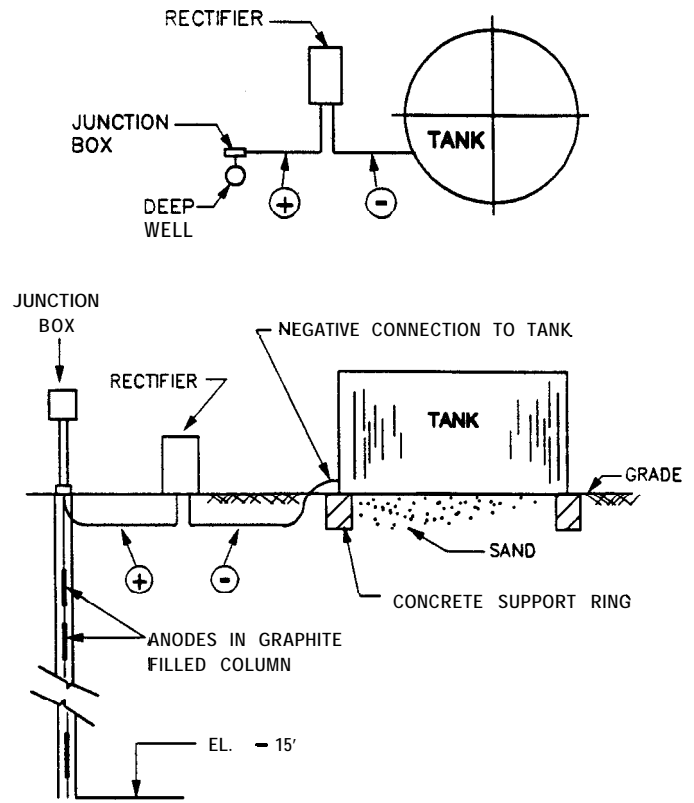 RECTIFIER
JUNCTION
BOX
TANK
DEEP
WELL
+
-
JUNCTION
BOX
NEGATIVE CONNECTION TO TANK
RECTIFIER
TANK
GRADE
SAND
+
-
CONCRETE SUPPORT RING
ANODES IN GRAPHITE
FILLED COLUMN
EL. - 15'